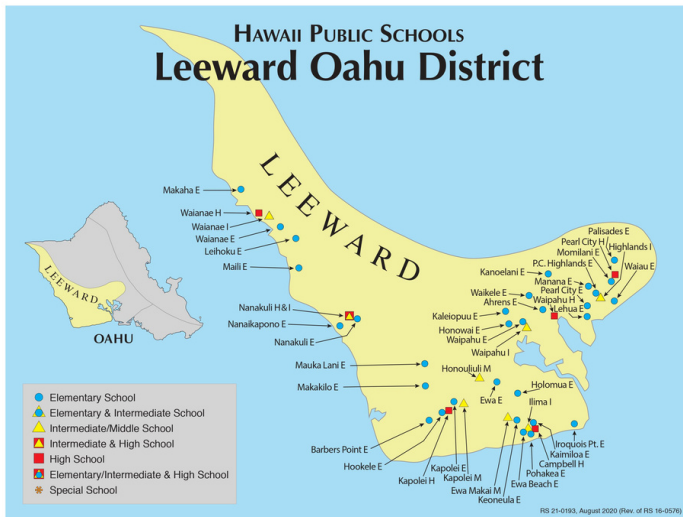 HAWAII PUBLIC SCHOOLS
Leeward Oahu District
LEEWARD
Makaha E
Waianae H
Waianae I
Waianae E
Leihoku E
Maili E
Nanakuli H&I
Nanaikapono E
Nanakuli E
Mauka Lani E
Makakilo E
Barbers Point E
Hookele E
Kapolei H
Kapolei E
Kapolei M
Honouliuli M
Ewa E
Ewa Makai M
Keoneula E
Ewa Beach E
Pohakea E
Campbell H
Kaimiloa E
Iroquois Pt. E
Ilima I
Holomua E
Palisades E
Pearl City H
Highlands I
Momilani E
P.C. Highlands E
Waiau E
Kanoelani E
Manana E
Pearl City E
Waikele E
Waipahu H
Ahrens E
Lehua E
Kaleiopuu E
Honowai E
Waipahu E
Waipahu I
LEEWARD
OAHU
Elementary School
Elementary & Intermediate School
Intermediate/Middle School
Intermediate & High School
High School
Elementary/Intermediate & High School
Special School
RS 21-0193, August 2020 (Rev. of RS 16-0576)